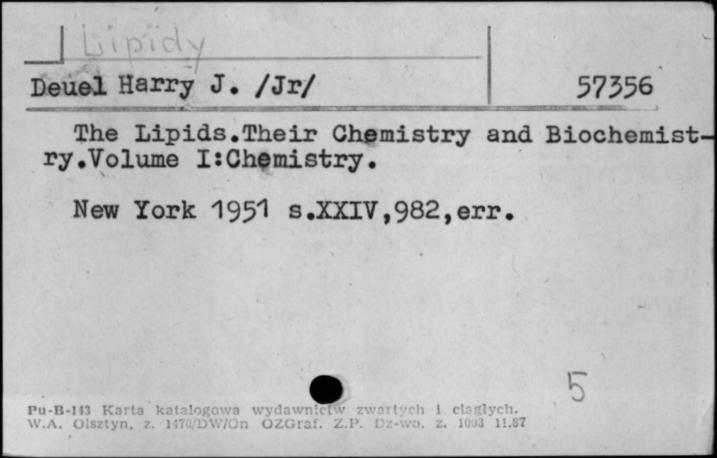 Lipidy
Deuel Harry J. /Jr/ 57356
The Lipids.Their Chemistry and Biochemist-
ry.Volume I:Chemistry.
New York 1951 s.XXIV,982,err.
5
Pu-B-143 Karta katalogowa wydawnictw zwartych i ciągłych.
W.A. Olsztyn, z. 1470/DW/On OZGraf. Z.P. Dz-wo, z. 1003 11.87